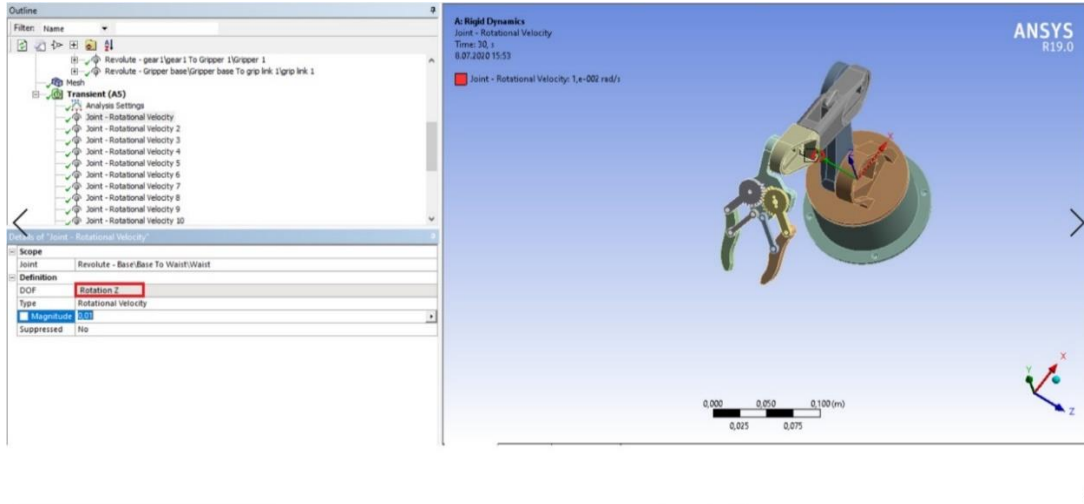 Outline
Filter: Name
Revolute - gear1\gear1 To Gripper 1\Gripper 1
Revolute - Gripper base\Gripper base To grip link 1\grip link 1
Mesh
Transient (A5)
Analysis Settings
Joint - Rotational Velocity
Joint - Rotational Velocity 2
Joint - Rotational Velocity 3
Joint - Rotational Velocity 4
Joint - Rotational Velocity 5
Joint - Rotational Velocity 6
Joint - Rotational Velocity 7
Joint - Rotational Velocity 8
Joint - Rotational Velocity 9
Joint - Rotational Velocity 10
Details of "Joint - Rotational Velocity"
Scope
Joint Revolute - Base\Base To Waist\Waist
Definition
DOF Rotation Z
Type Rotational Velocity
Magnitude 0,01
Suppressed No
A: Rigid Dynamics
Joint - Rotational Velocity
Time: 30, s
8.07.2020 15:53
Joint - Rotational Velocity: 1,e-002 rad/s
ANSYS
R19.0
X
Y
X
Z
0,000 0,050 0,100 (m)
0,025 0,075